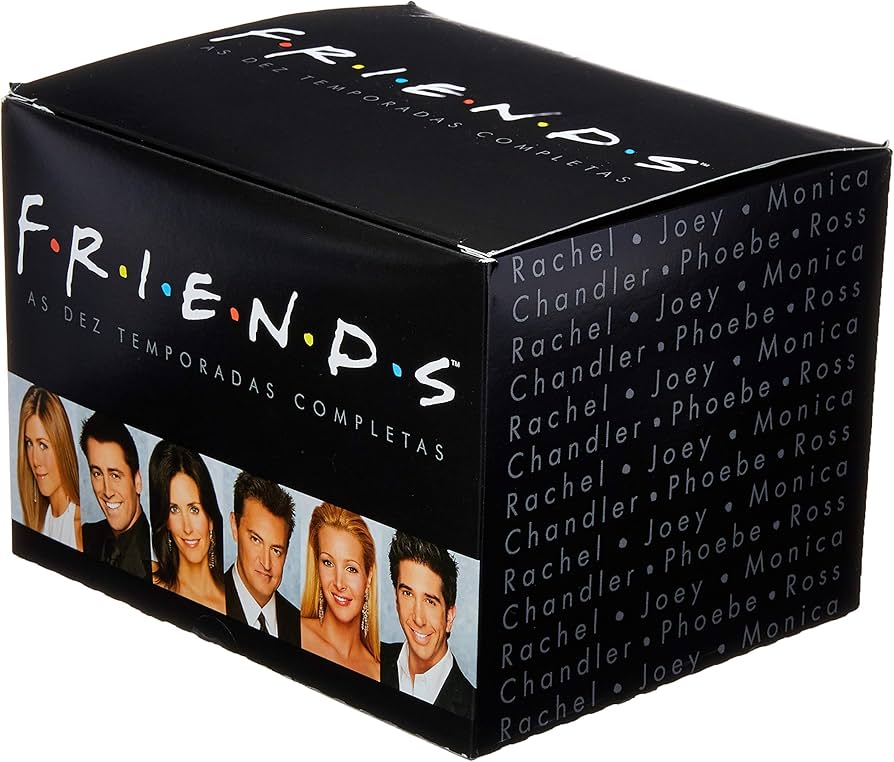 F·R·I·E·N·D·S™
AS DEZ TEMPORADAS COMPLETAS
F·R·I·E·N·D·S™
AS DEZ TEMPORADAS COMPLETAS
Rachel • Joey • Monica
Chandler • Phoebe • Ross
Rachel • Joey • Monica
Chandler • Phoebe • Ross
Rachel • Joey • Monica
Chandler • Phoebe • Ross
Rachel • Joey • Monica
Chandler • Phoebe • Ross
Rachel • Joey • Monica
Chandler • Phoebe • Ross
Rachel • Joey • Monica
Chandler • Phoebe • Ross
Rachel • Joey • Monica